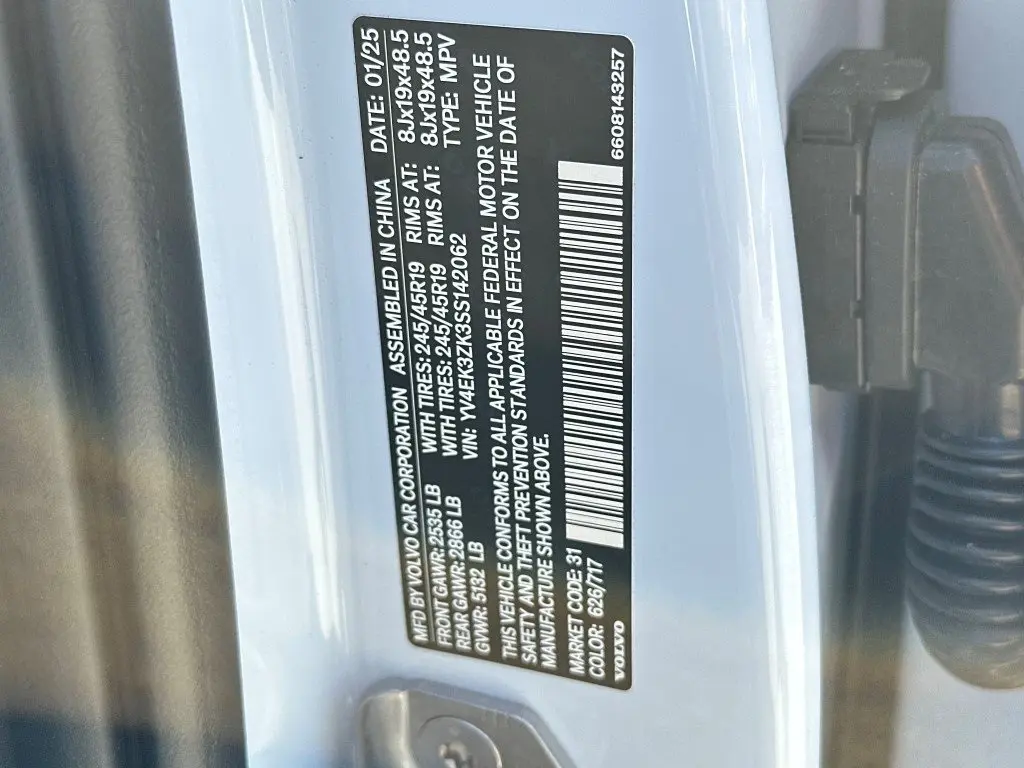 MFD BY VOLVO CAR CORPORATION ASSEMBLED IN CHINA DATE: 01/25
FRONT GAWR: 2535 LB WITH TIRES: 245/45R19 RIMS AT: 8Jx19x48.5
REAR GAWR: 2866 LB WITH TIRES: 245/45R19 RIMS AT: 8Jx19x48.5
GVWR: 5132 LB VIN: YV4EK3ZK3SS142062 TYPE: MPV
THIS VEHICLE CONFORMS TO ALL APPLICABLE FEDERAL MOTOR VEHICLE
SAFETY AND THEFT PREVENTION STANDARDS IN EFFECT ON THE DATE OF
MANUFACTURE SHOWN ABOVE.
MARKET CODE: 31
COLOR: 626/717
VOLVO 6608143257